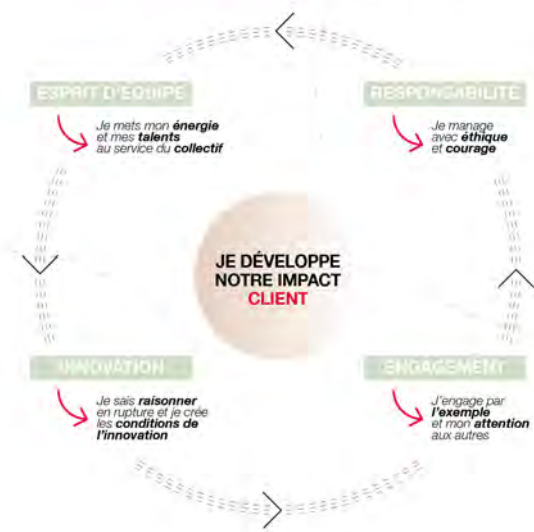 ESPRIT D'ÉQUIPE
Je mets mon énergie
et mes talents
au service du collectif
RESPONSABILITÉ
Je manage
avec éthique
et courage
JE DÉVELOPPE
NOTRE IMPACT
CLIENT
INNOVATION
Je sais raisonner
en rupture et je crée
les conditions de
l'innovation
ENGAGEMENT
J'engage par
l'exemple
et mon attention
aux autres